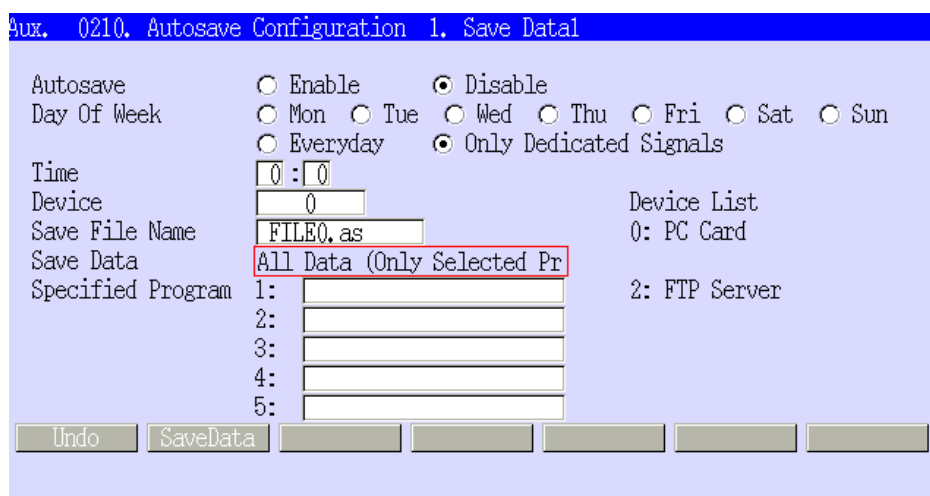 Aux. 0210. Autosave Configuration 1. Save Data1
Autosave Enable Disable
Day Of Week Mon Tue Wed Thu Fri Sat Sun
Everyday Only Dedicated Signals
Time 0 : 0
Device 0 Device List
Save File Name FILE0.as 0: PC Card
Save Data All Data (Only Selected Pr
Specified Program 1: 2: FTP Server
2:
3:
4:
5:
Undo SaveData